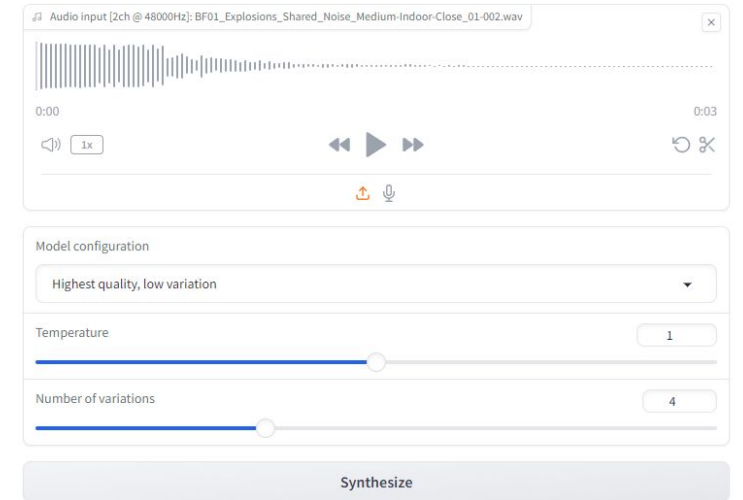 Audio input [2ch @ 48000Hz]: BF01_Explosions_Shared_Noise_Medium-Indoor-Close_01-002.wav
0:00
0:03
1x
Model configuration
Highest quality, low variation
Temperature
1
Number of variations
4
Synthesize